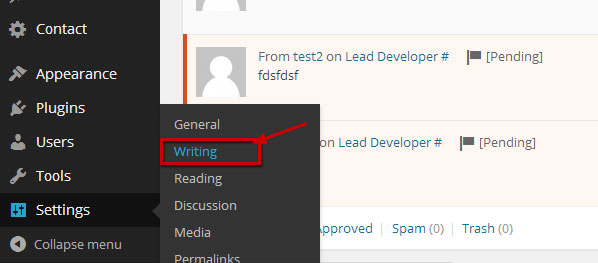 Contact
Appearance
Plugins
Users
Tools
Settings
Collapse menu
General
Writing
Reading
Discussion
Media
Permalinks
From test2 on Lead Developer # [Pending]
fdsfdsf
on Lead Developer # [Pending]
Approved | Spam (0) | Trash (0)